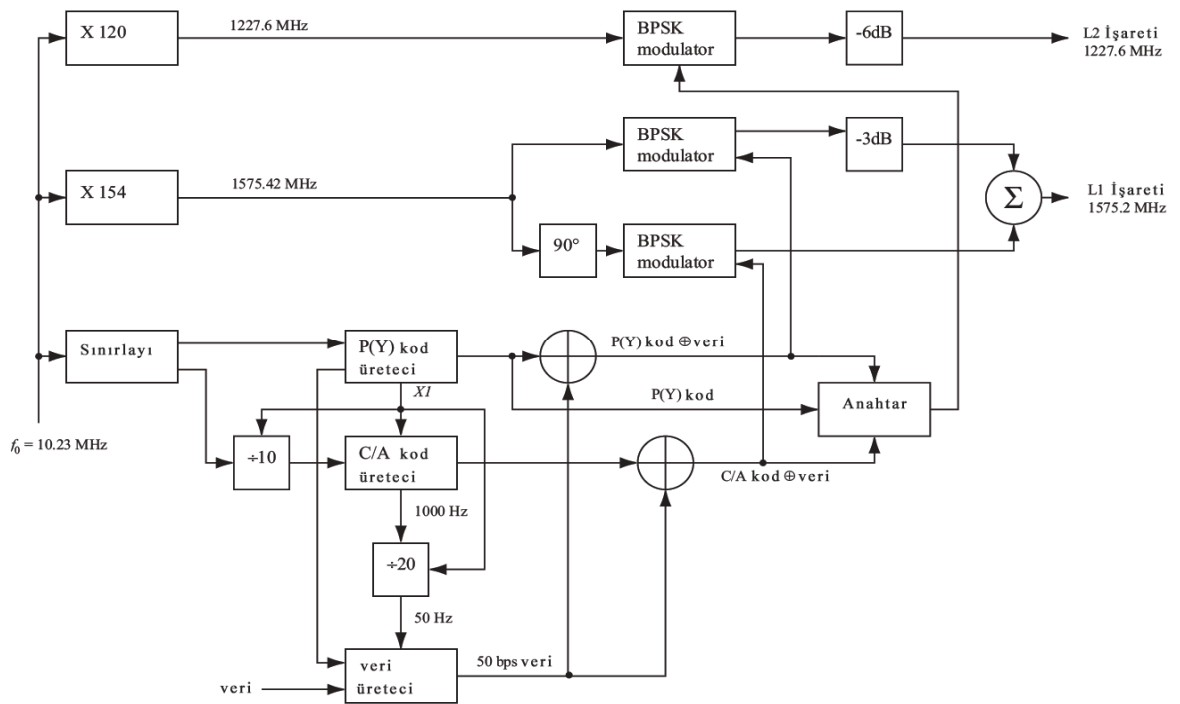 X 120
1227.6 MHz
BPSK
modulator
-6dB
L2 İşareti
1227.6 MHz
BPSK
modulator
-3dB
X 154
1575.42 MHz
Σ
L1 İşareti
1575.2 MHz
90°
BPSK
modulator
Sınırlayı
P(Y) kod
üreteci
P(Y) kod ⊕ veri
X1
P(Y) kod
Anahtar
f0 = 10.23 MHz
÷10
C/A kod
üreteci
C/A kod ⊕ veri
1000 Hz
÷20
50 Hz
veri
üreteci
50 bps veri
veri